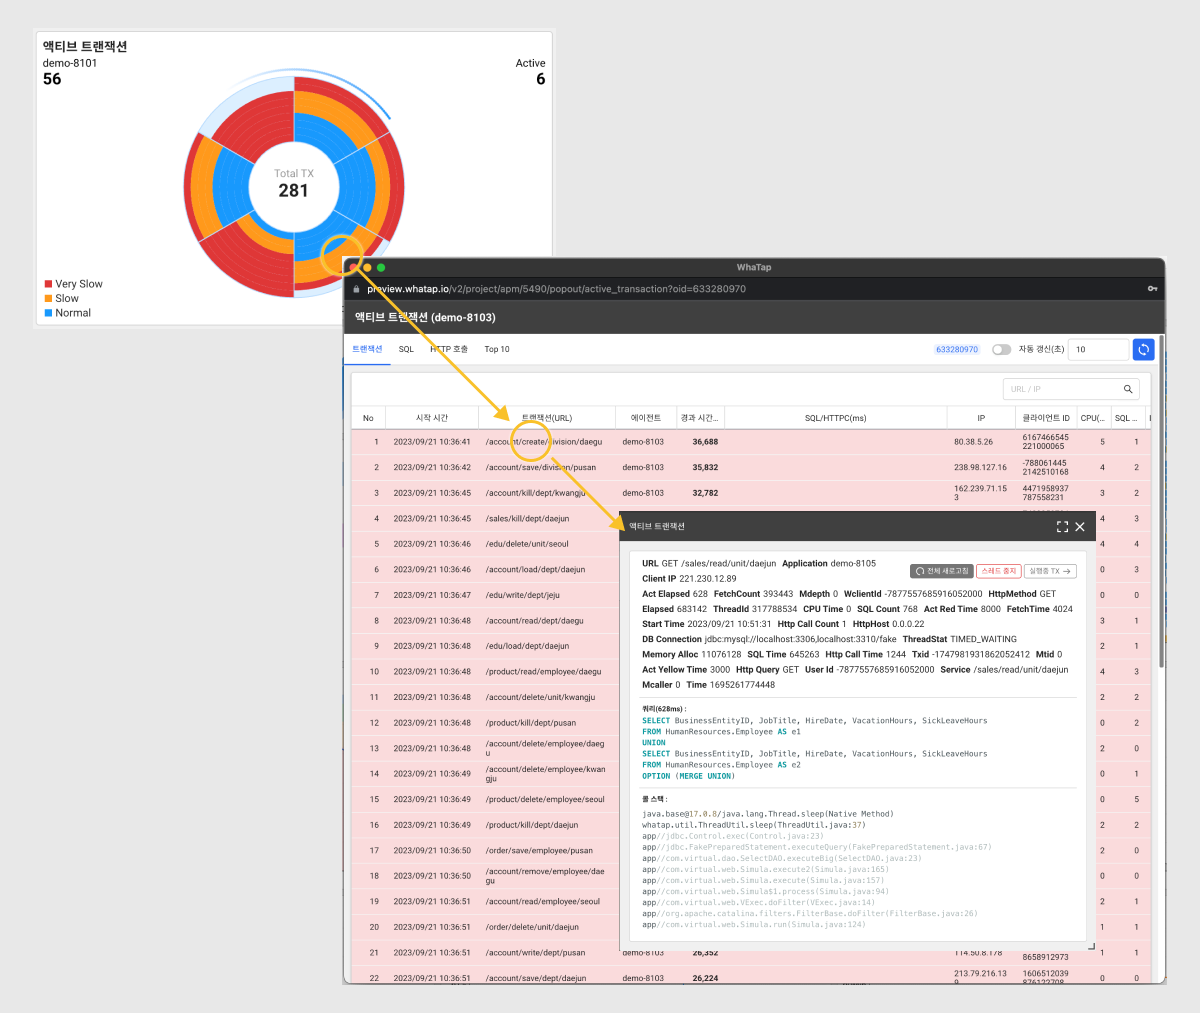 액티브 트랜잭션
demo-8101
56
Active
6
Total TX
281
Very Slow
Slow
Normal
WhaTap
preview.whatap.io/v2/project/apm/5490/popout/active_transaction?oid=633280970
액티브 트랜잭션 (demo-8103)
트랜잭션 SQL HTTP 호출 Top 10
633280970 자동 갱신(초) 10
URL / IP
No 시작 시간 트랜잭션(URL) 에이전트 경과 시간... SQL/HTTPC(ms) IP 클라이언트 ID CPU(... SQL ...
1 2023/09/21 10:36:41 /account/create/division/daegu demo-8103 36,688 80.38.5.26 6167466545 221000065 5 1
2 2023/09/21 10:36:42 /account/save/division/pusan demo-8103 35,832 238.98.127.16 -788061445 2142510168 4 2
3 2023/09/21 10:36:45 /account/kill/dept/kwangju demo-8103 32,782 162.239.71.153 4471958937 787558231 3 2
4 2023/09/21 10:36:45 /sales/kill/dept/daejun 4 3
5 2023/09/21 10:36:46 /edu/delete/unit/seoul 4 4
6 2023/09/21 10:36:46 /account/load/dept/daejun 0 3
7 2023/09/21 10:36:46 /edu/write/dept/jeju 0 0
8 2023/09/21 10:36:48 /account/read/dept/daegu 3 1
9 2023/09/21 10:36:48 /edu/load/dept/daejun 2 1
10 2023/09/21 10:36:48 /product/read/employee/daegu 4 3
11 2023/09/21 10:36:48 /account/delete/unit/kwangju 2 2
12 2023/09/21 10:36:48 /product/kill/dept/pusan 0 2
13 2023/09/21 10:36:48 /account/delete/employee/daegu 2 0
14 2023/09/21 10:36:49 /account/delete/employee/kwangju 0 1
15 2023/09/21 10:36:49 /product/delete/employee/seoul 0 5
16 2023/09/21 10:36:49 /product/kill/dept/daejun 2 2
17 2023/09/21 10:36:50 /order/save/employee/pusan 2 0
18 2023/09/21 10:36:50 /account/remove/employee/daegu 0 0
19 2023/09/21 10:36:51 /account/read/employee/seoul 2 1
20 2023/09/21 10:36:51 /order/delete/unit/daejun 1 1
21 2023/09/21 10:36:51 /account/write/dept/pusan demo-8103 26,352 114.50.8.178 8658912973 1 1
22 2023/09/21 10:36:51 /account/save/dept/daejun demo-8103 26,224 213.79.216.13 1606512039 0 0
액티브 트랜잭션
URL GET /sales/read/unit/daejun Application demo-8105
전체 새로고침 스레드 중지 실행중 TX →
Client IP 221.230.12.89
Act Elapsed 628 FetchCount 393443 Mdepth 0 WclientId -7877557685916052000 HttpMethod GET
Elapsed 683142 ThreadId 317788534 CPU Time 0 SQL Count 768 Act Red Time 8000 FetchTime 4024
Start Time 2023/09/21 10:51:31 Http Call Count 1 HttpHost 0.0.0.22
DB Connection jdbc:mysql://localhost:3306,localhost:3310/fake ThreadStat TIMED_WAITING
Memory Alloc 11076128 SQL Time 645263 Http Call Time 1244 Txid -1747981931862052412 Mtid 0
Act Yellow Time 3000 Http Query GET User Id -7877557685916052000 Service /sales/read/unit/daejun
Mcaller 0 Time 1695261774448
쿼리(628ms) :
SELECT BusinessEntityID, JobTitle, HireDate, VacationHours, SickLeaveHours
FROM HumanResources.Employee AS e1
UNION
SELECT BusinessEntityID, JobTitle, HireDate, VacationHours, SickLeaveHours
FROM HumanResources.Employee AS e2
OPTION (MERGE UNION)
콜 스택 :
java.base@17.0.8/java.lang.Thread.sleep(Native Method)
whatap.util.ThreadUtil.sleep(ThreadUtil.java:37)
app//jdbc.Control.exec(Control.java:23)
app//jdbc.FakePreparedStatement.executeQuery(FakePreparedStatement.java:67)
app//com.virtual.dao.SelectDAO.executeBig(SelectDAO.java:23)
app//com.virtual.web.Simula.execute2(Simula.java:165)
app//com.virtual.web.Simula.execute(Simula.java:157)
app//com.virtual.web.Simula$1.process(Simula.java:94)
app//com.virtual.web.VExec.doFilter(VExec.java:14)
app//org.apache.catalina.filters.FilterBase.doFilter(FilterBase.java:26)
app//com.virtual.web.Simula.run(Simula.java:124)